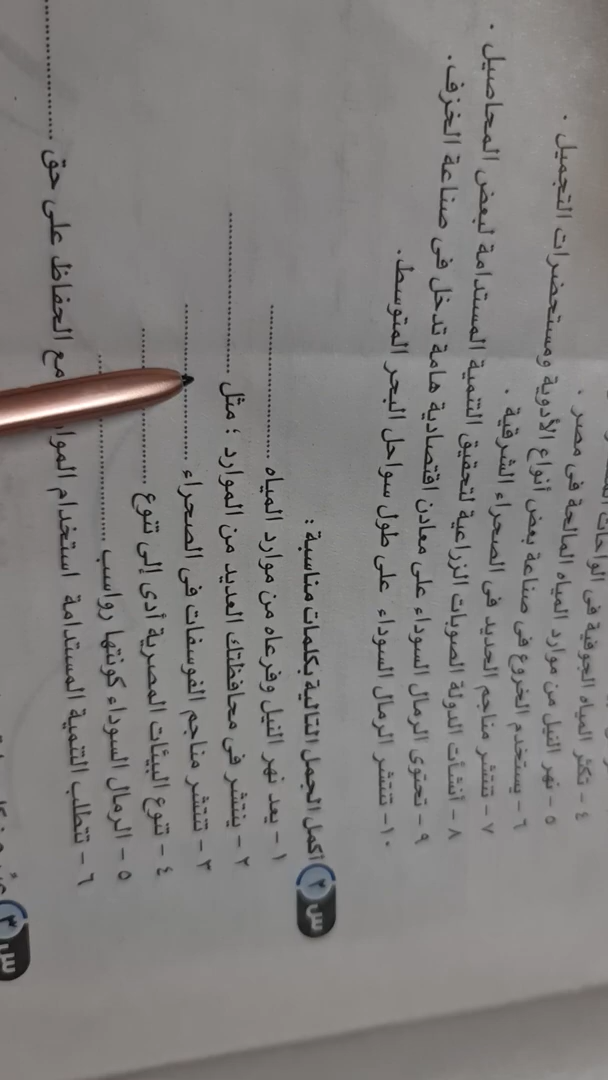 فى الواحات
٤ - تكثر المياه الجوفية
٥ - نهر النيل من موارد المياه المالحة فى مصر .
٦ - يستخدم الخروع فى صناعة بعض أنواع الأدوية ومستحضرات التجميل .
٧ - تنتشر مناجم الحديد فى الصحراء الشرقية .
٨ - أنشأت الدولة الصوبات الزراعية لتحقيق التنمية المستدامة لبعض المحاصيل .
٩ - تحتوى الرمال السوداء على معادن اقتصادية هامة تدخل فى صناعة الخزف .
١٠ - تنتشر الرمال السوداء على طول سواحل البحر المتوسط .
س ٢ أكمل الجمل التالية بكلمات مناسبة :
١ - يعد نهر النيل وفرعاه من موارد المياه ................
٢ - ينتشر فى محافظتك العديد من الموارد ؛ مثل ................
٣ - تنتشر مناجم الفوسفات فى الصحراء ................
٤ - تنوع البيئات المصرية أدى إلى تنوع ................
٥ - الرمال السوداء كونتها رواسب ................
٦ - تتطلب التنمية المستدامة استخدام مع الحفاظ على حق ................
س ٣